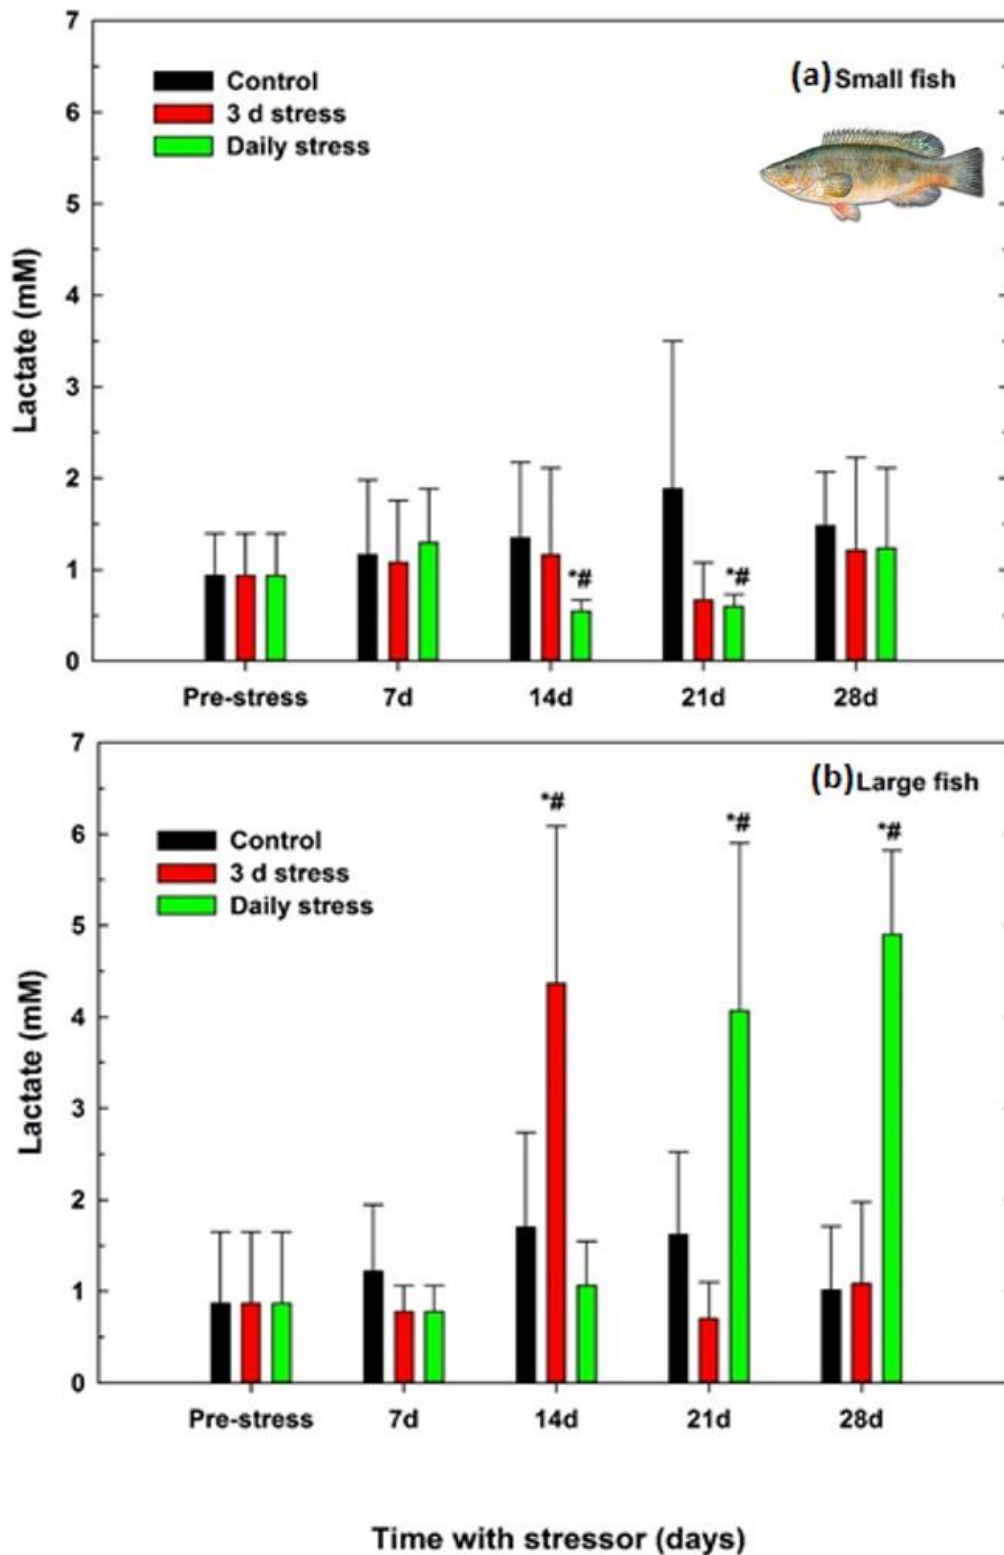 7
6
5
4
3
2
1
0
Lactate (mM)
Control
3 d stress
Daily stress
(a) Small fish
*#
*#
Pre-stress 7d 14d 21d 28d
7
6
5
4
3
2
1
0
Lactate (mM)
Control
3 d stress
Daily stress
(b) Large fish
*#
*#
*#
Pre-stress 7d 14d 21d 28d
Time with stressor (days)